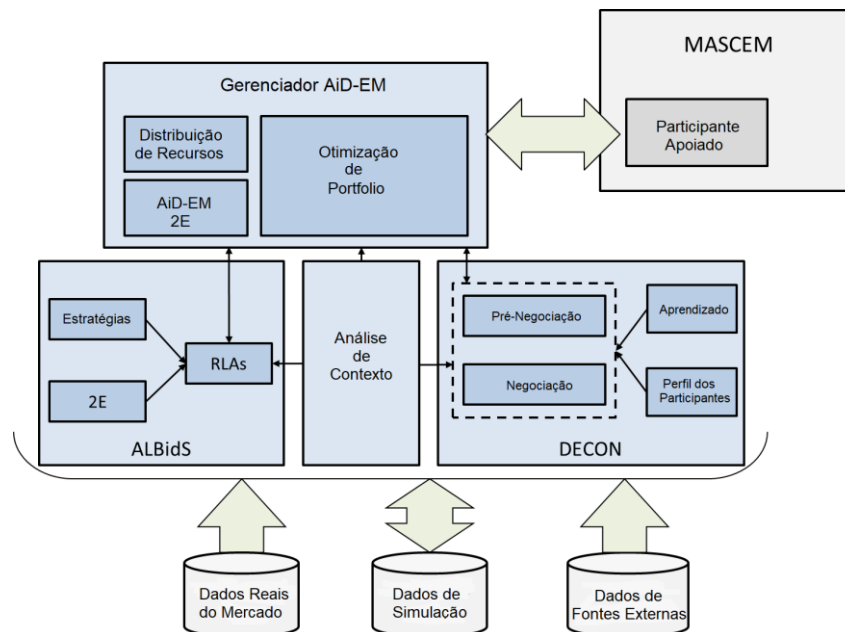 MASCEM
Participante
Apoiado
Gerenciador AiD-EM
Distribuição
de Recursos
AiD-EM
2E
Otimização
de
Portfolio
Estratégias
2E
RLAs
ALBidS
Análise
de
Contexto
Pré-Negociação
Negociação
Aprendizado
Perfil dos
Participantes
DECON
Dados Reais
do Mercado
Dados de
Simulação
Dados de
Fontes Externas